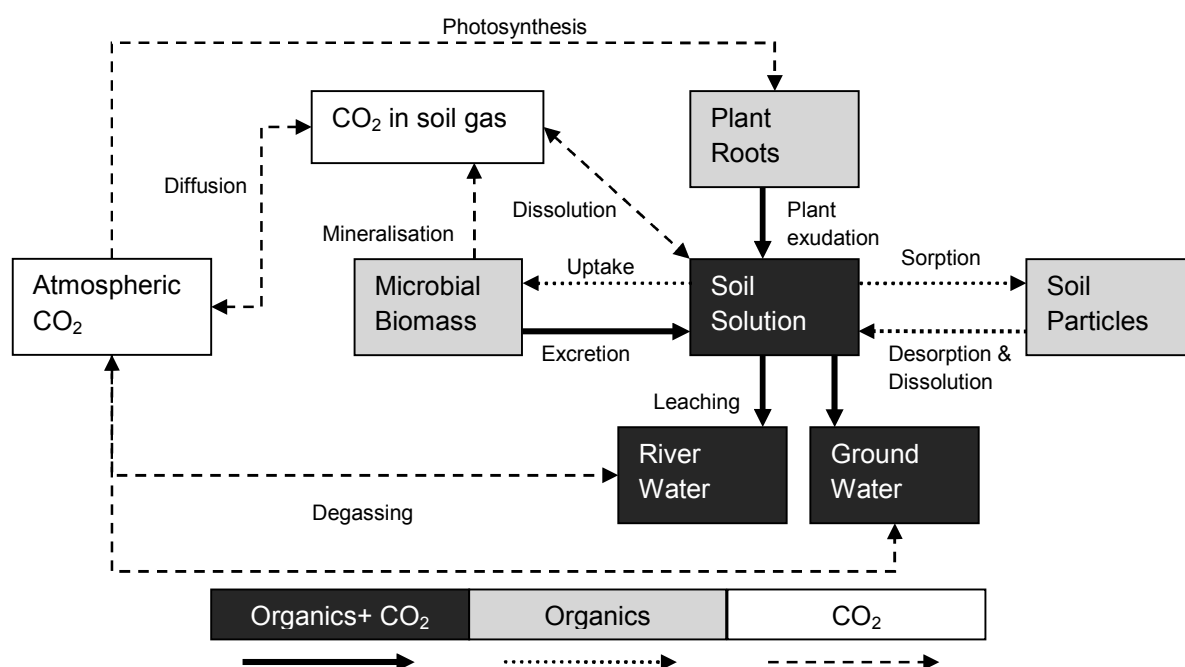 Photosynthesis
CO₂ in soil gas
Plant
Roots
Diffusion
Dissolution
Plant
exudation
Mineralisation
Atmospheric
CO₂
Microbial
Biomass
Uptake
Soil
Solution
Sorption
Soil
Particles
Excretion
Desorption &
Dissolution
Leaching
River
Water
Ground
Water
Degassing
Organics+ CO₂
Organics
CO₂